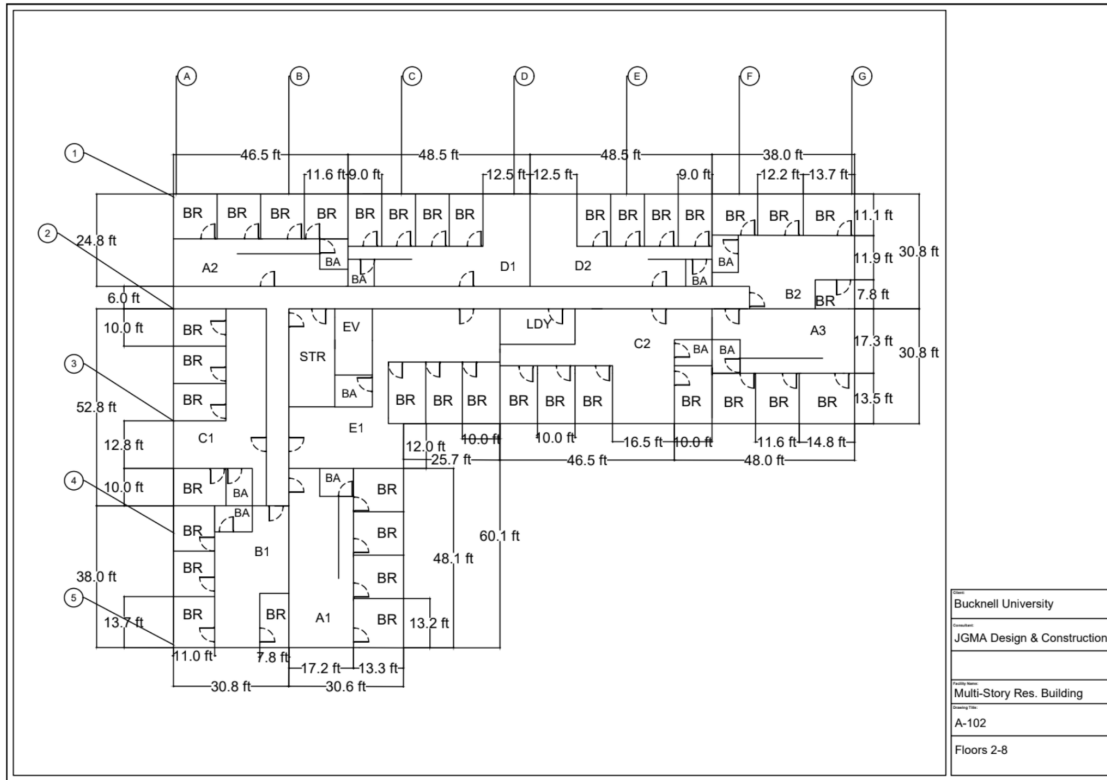 A B C D E F G
1
46.5 ft 48.5 ft 48.5 ft 38.0 ft
11.6 ft 9.0 ft 12.5 ft 12.5 ft 9.0 ft 12.2 ft 13.7 ft
BR BR BR BR BR BR BR BR BR BR BR BR BR BR BR 11.1 ft
2
24.8 ft 30.8 ft
A2 BA BA D1 D2 BA BA 11.9 ft
B2 BR 7.8 ft
6.0 ft
10.0 ft BR EV LDY A3
STR C2 17.3 ft 30.8 ft
3
BR BA BA
BR BA BR BR BR BR BR BR BR BR BR BR 13.5 ft
52.8 ft
C1 E1
12.8 ft 12.0 ft 10.0 ft 10.0 ft 16.5 ft 10.0 ft 11.6 ft 14.8 ft
25.7 ft 46.5 ft 48.0 ft
4
10.0 ft BR BA BA BR
BA
BR BR
B1 60.1 ft
48.1 ft
BR BR
38.0 ft
5
13.7 ft BR BR A1 BR 13.2 ft
11.0 ft 7.8 ft 17.2 ft 13.3 ft
30.8 ft 30.6 ft
Client:
Bucknell University
Consultant:
JGMA Design & Construction
Facility Name:
Multi-Story Res. Building
Drawing Title:
A-102
Floors 2-8